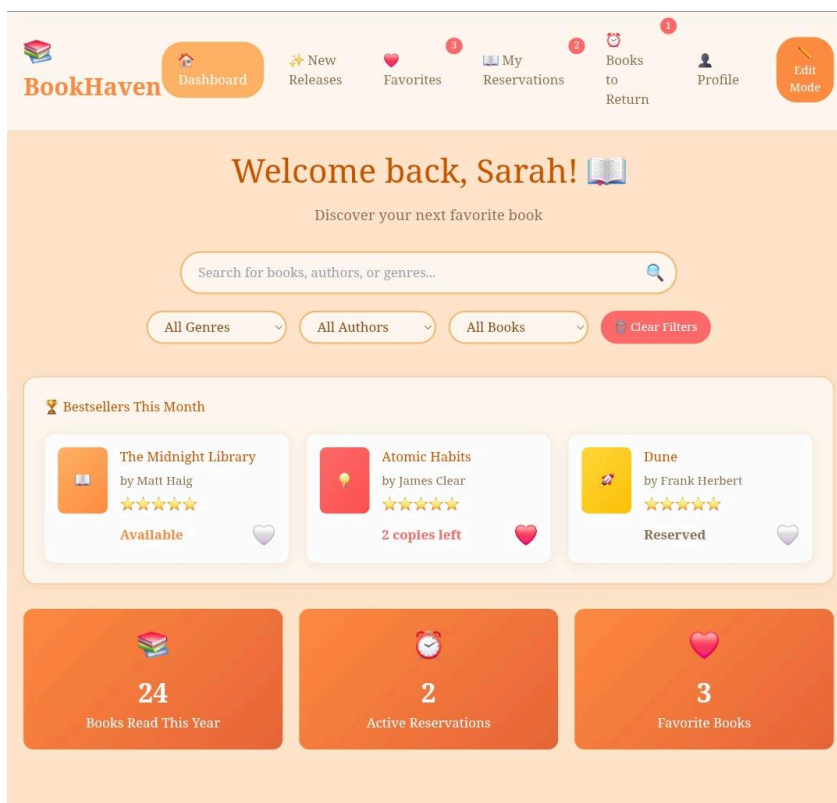 BookHaven
Dashboard
New
Releases
3
Favorites
2
My
Reservations
1
Books
to
Return
Profile
Edit
Mode
Welcome back, Sarah!
Discover your next favorite book
Search for books, authors, or genres...
All Genres
All Authors
All Books
Clear Filters
Bestsellers This Month
The Midnight Library
by Matt Haig
Available
Atomic Habits
by James Clear
2 copies left
Dune
by Frank Herbert
Reserved
24
Books Read This Year
2
Active Reservations
3
Favorite Books